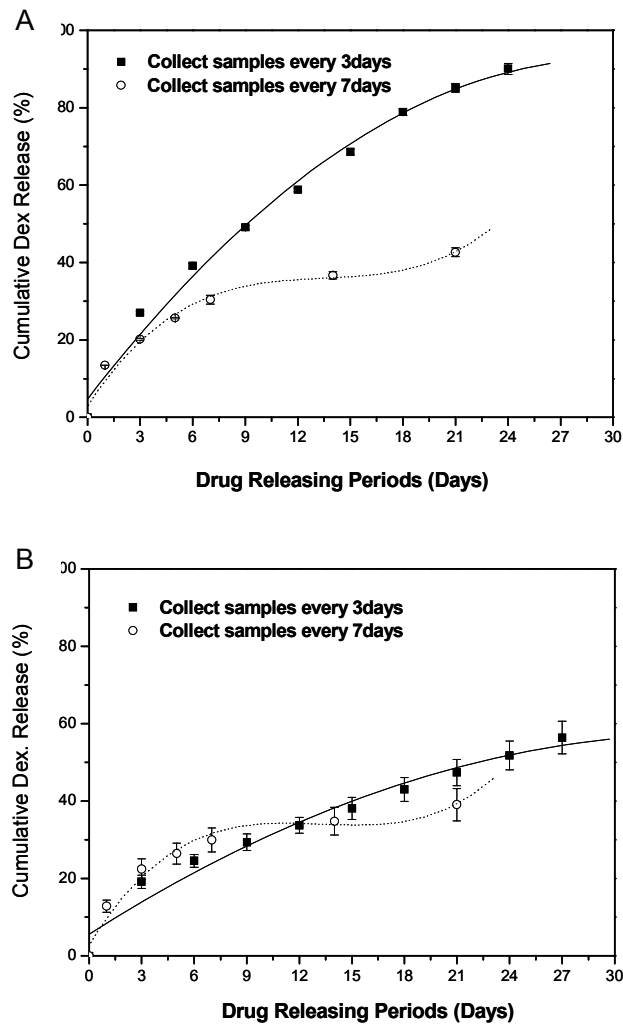 A
00
Collect samples every 3days
Collect samples every 7days
80
60
40
20
0
Cumulative Dex Release (%)
0 3 6 9 12 15 18 21 24 27 30
Drug Releasing Periods (Days)
B
00
Collect samples every 3days
Collect samples every 7days
80
60
40
20
0
Cumulative Dex. Release (%)
0 3 6 9 12 15 18 21 24 27 30
Drug Releasing Periods (Days)